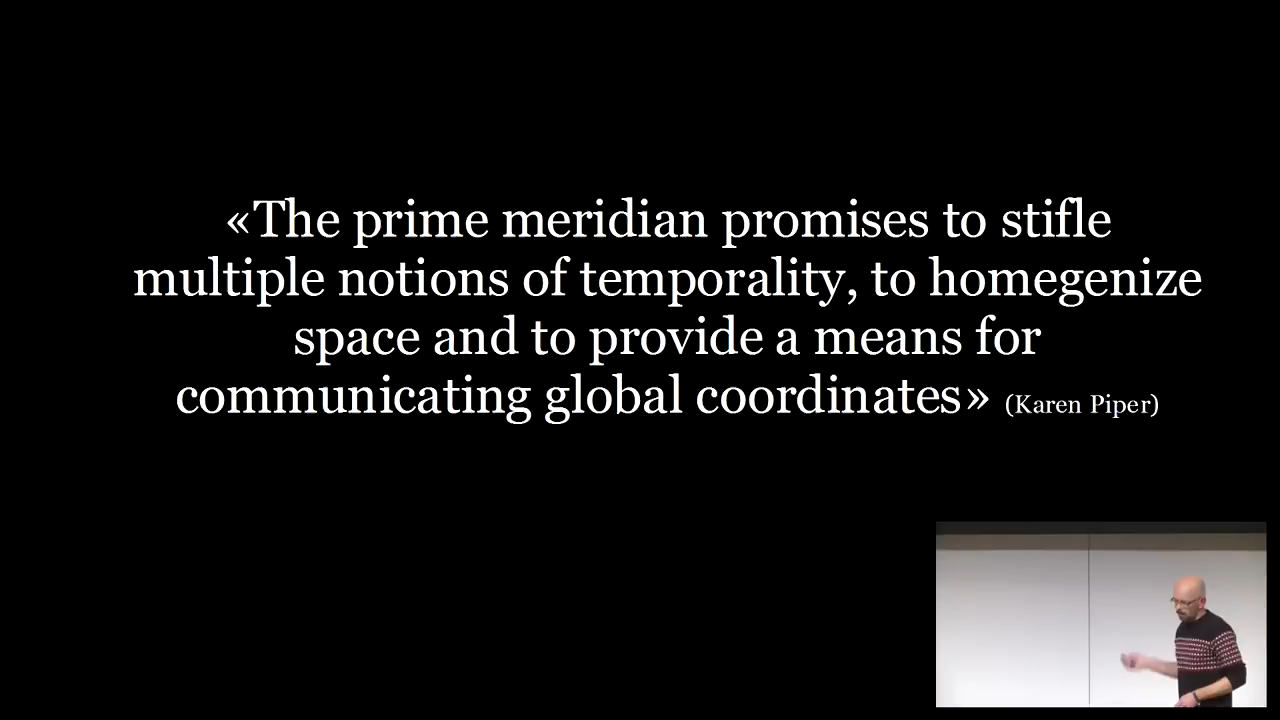 «The prime meridian promises to stifle
multiple notions of temporality, to homegenize
space and to provide a means for
communicating global coordinates» (Karen Piper)